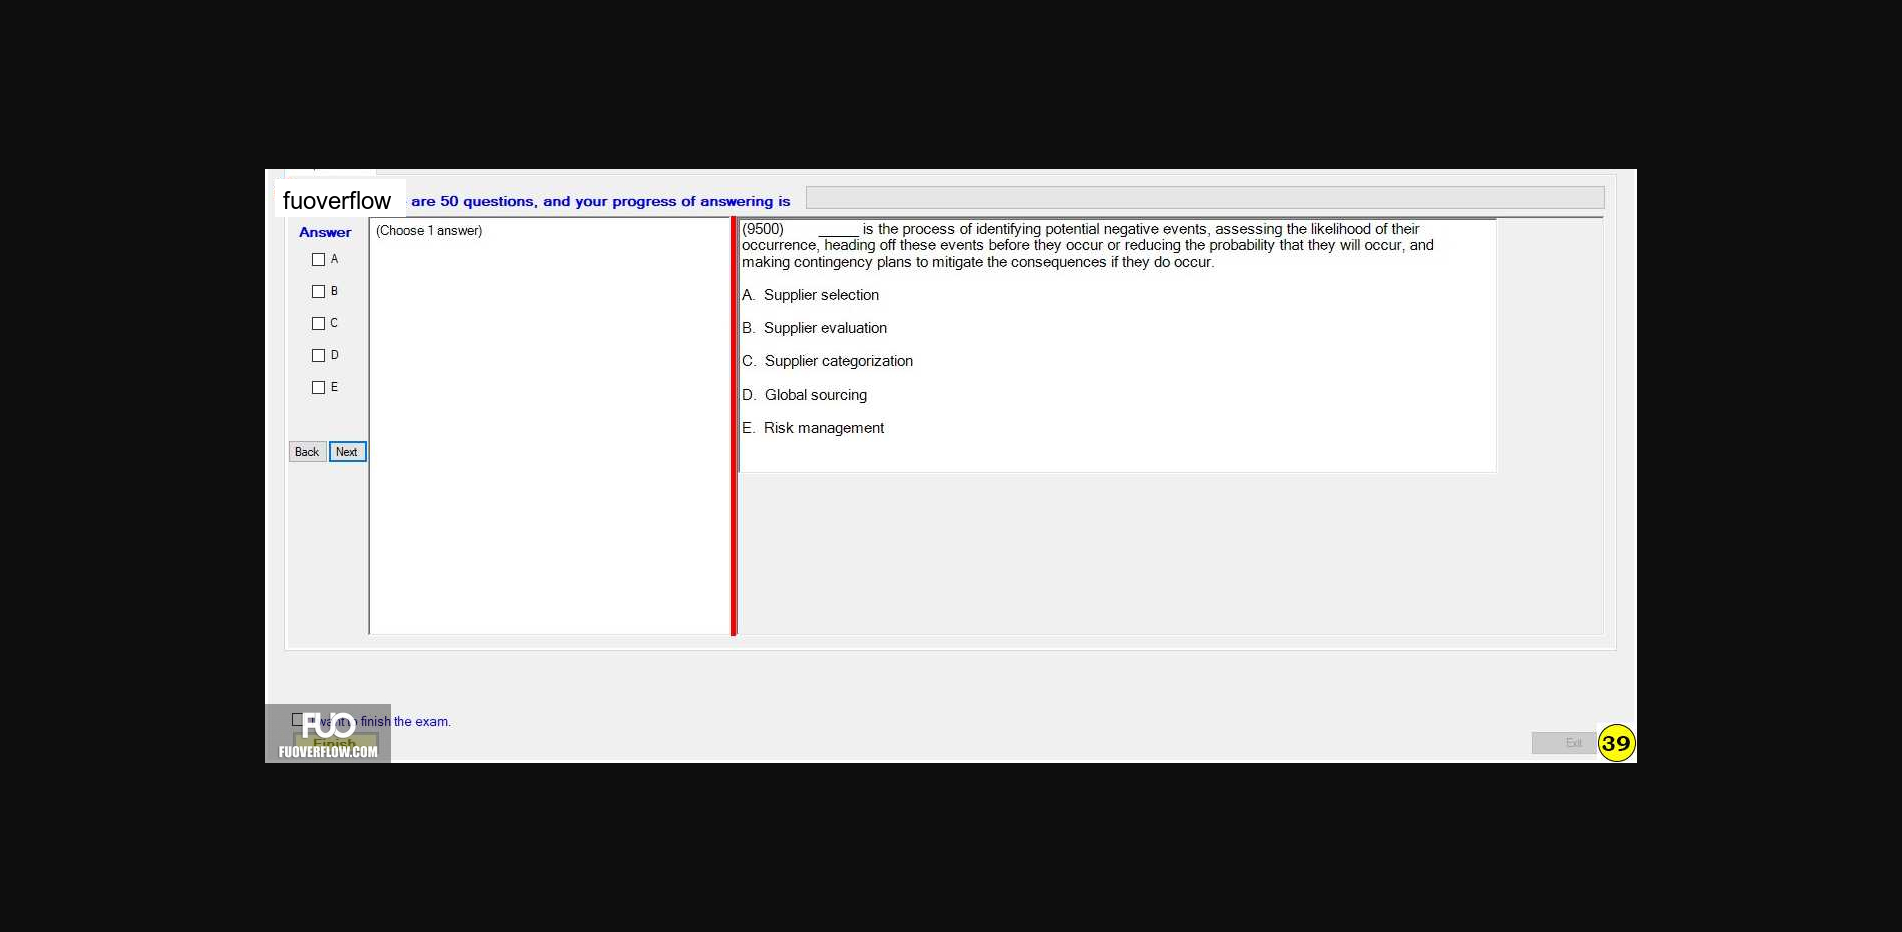 fuoverflow are 50 questions, and your progress of answering is
Answer
A
B
C
D
E
Back Next
(Choose 1 answer)
(9500) _____ is the process of identifying potential negative events, assessing the likelihood of their
occurrence, heading off these events before they occur or reducing the probability that they will occur, and
making contingency plans to mitigate the consequences if they do occur.
A. Supplier selection
B. Supplier evaluation
C. Supplier categorization
D. Global sourcing
E. Risk management
I want to finish the exam.
FUO
Finish
FUOVERFLOW.COM
Exit
39